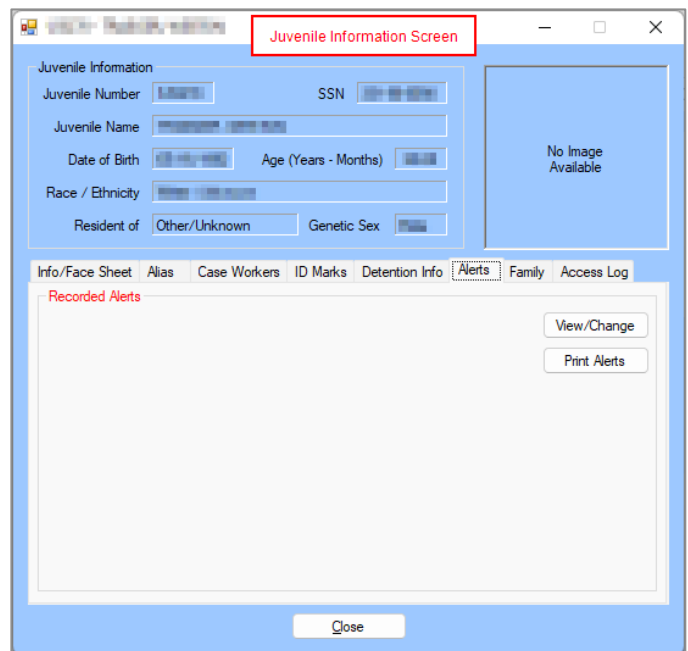 Juvenile Information Screen
Juvenile Information
Juvenile Number SSN
Juvenile Name
Date of Birth Age (Years - Months)
No Image
Available
Race / Ethnicity
Resident of Other/Unknown Genetic Sex
Info/Face Sheet Alias Case Workers ID Marks Detention Info Alerts Family Access Log
Recorded Alerts
View/Change
Print Alerts
Close